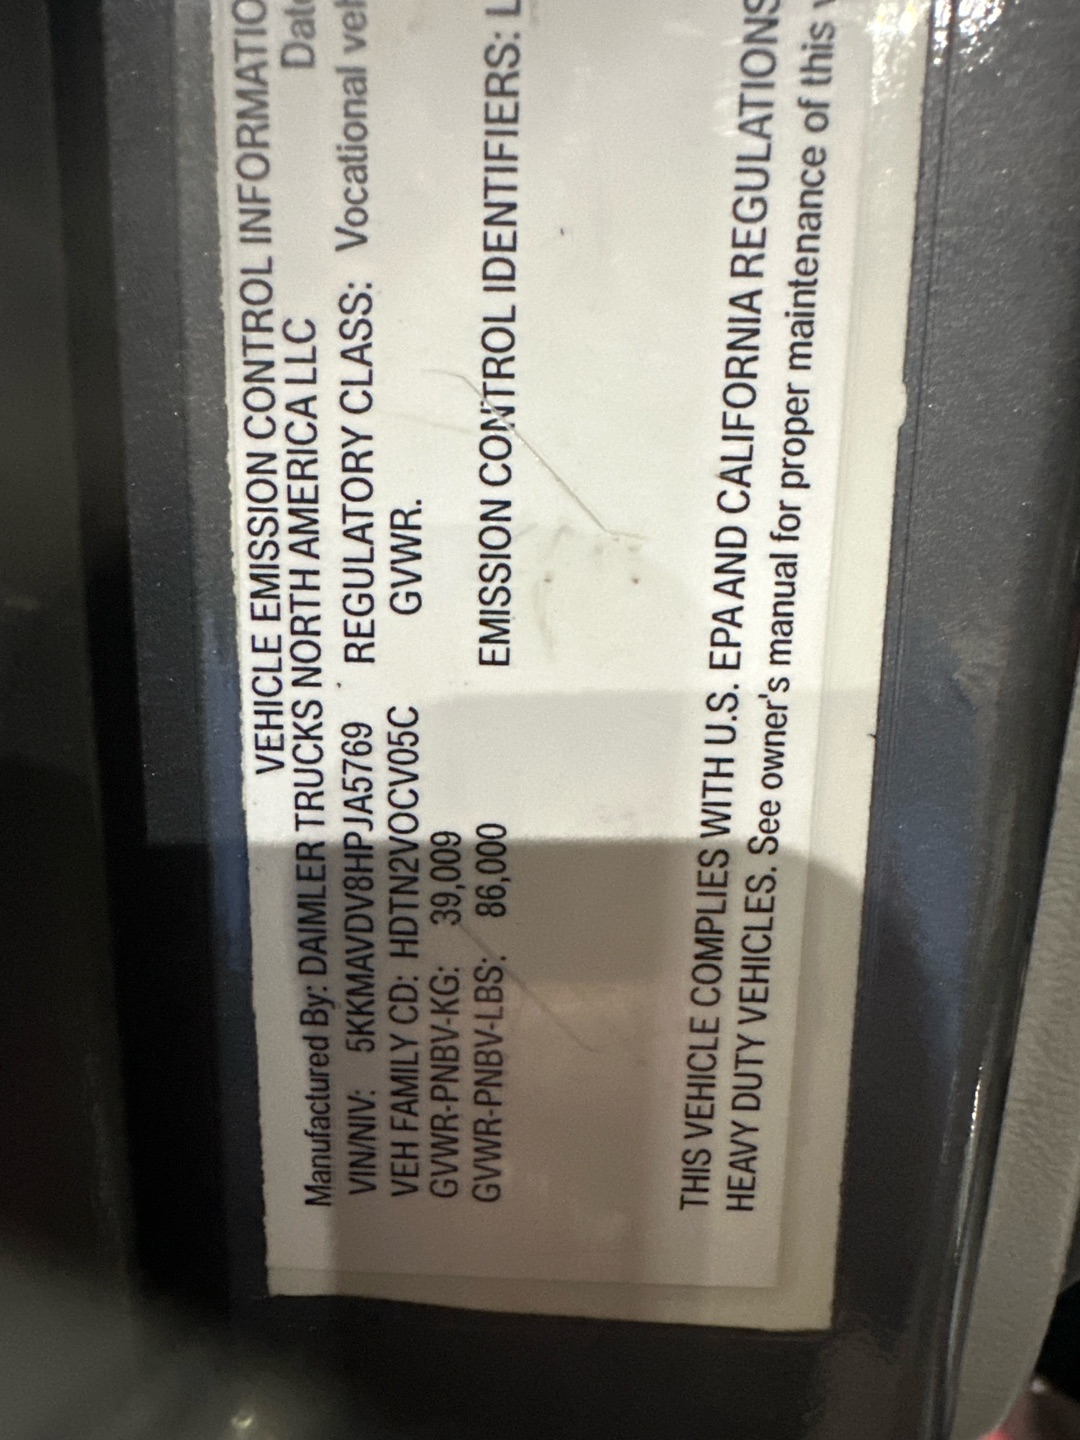 VEHICLE EMISSION CONTROL INFORMATIO
Manufactured By: DAIMLER TRUCKS NORTH AMERICA LLC Date
VIN/NIV: 5KKMAVDV8HPJA5769 REGULATORY CLASS: Vocational veh
VEH FAMILY CD: HDTN2VOCV05C GVWR.
GVWR-PNBV-KG: 39,009
GVWR-PNBV-LBS: 86,000 EMISSION CONTROL IDENTIFIERS: L
THIS VEHICLE COMPLIES WITH U.S. EPA AND CALIFORNIA REGULATIONS
HEAVY DUTY VEHICLES. See owner's manual for proper maintenance of this v